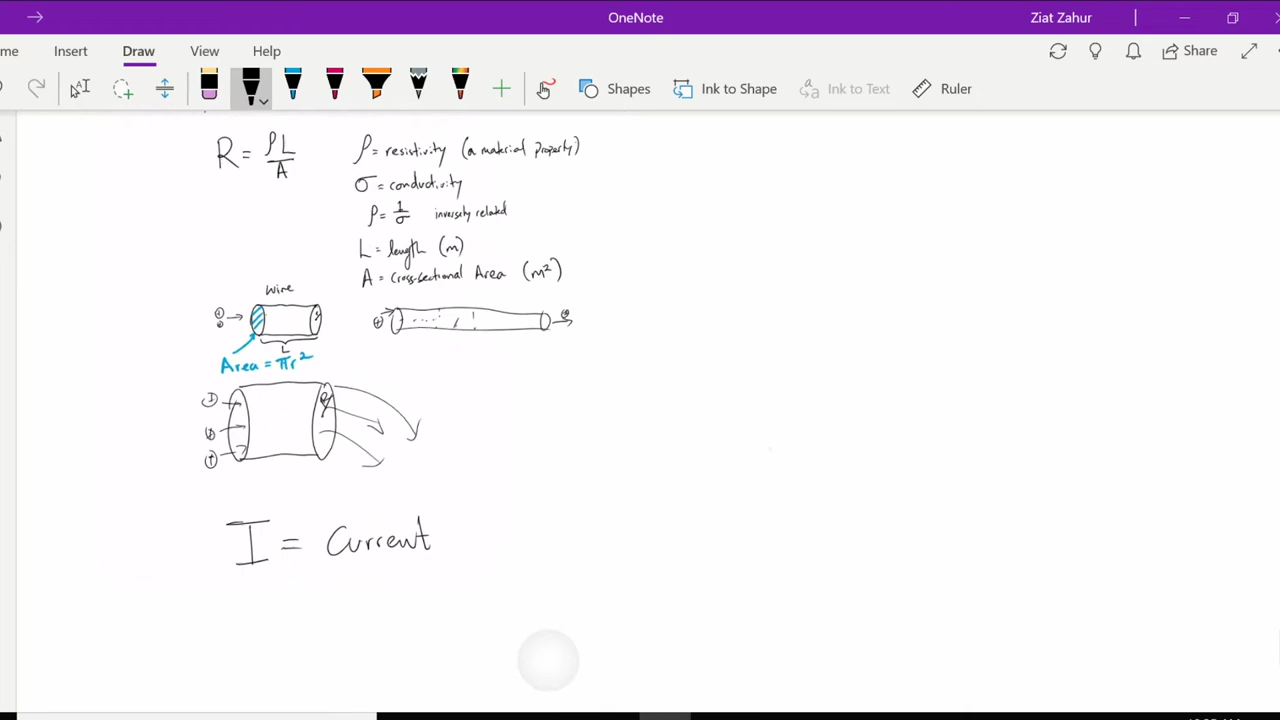 OneNote
Ziat Zahur
Insert
Draw
View
Help
Share
Shapes
Ink to Shape
Ink to Text
Ruler
R = ρL/A
ρ = resistivity (a material property)
σ = conductivity
ρ = 1/σ inversely related
L = length (m)
A = cross-sectional Area (m²)
wire
L
Area = πr²
I = Current